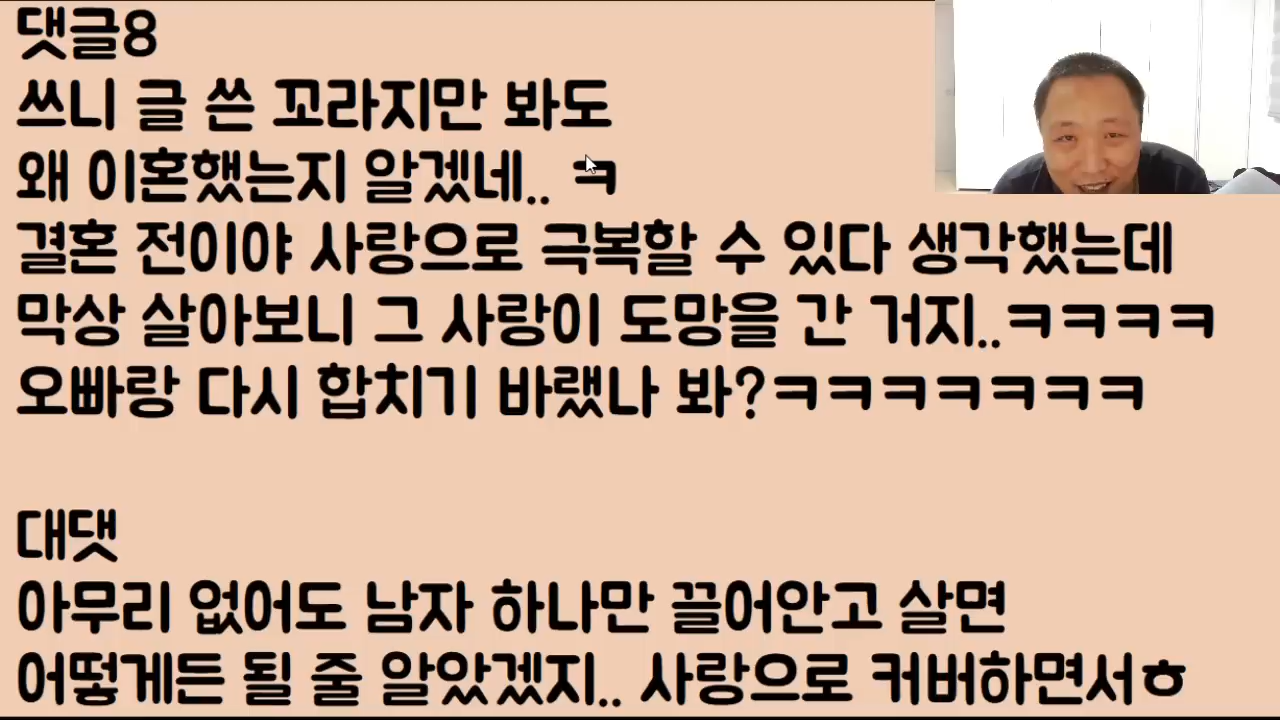 댓글8
쓰니 글 쓴 꼬라지만 봐도
왜 이혼했는지 알겠네.. ㅋ
결혼 전이야 사랑으로 극복할 수 있다 생각했는데
막상 살아보니 그 사랑이 도망을 간 거지..ㅋㅋㅋㅋ
오빠랑 다시 합치기 바랬나 봐?ㅋㅋㅋㅋㅋㅋㅋ
대댓
아무리 없어도 남자 하나만 끌어안고 살면
어떻게든 될 줄 알았겠지.. 사랑으로 커버하면서ㅎ